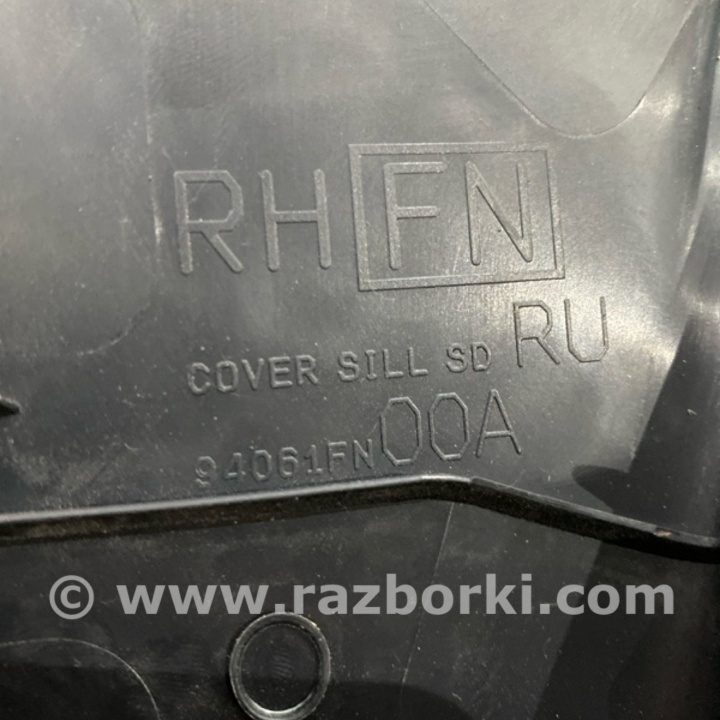 RH FN
COVER SILL SD RU
94061FN00A
© www.razborki.com